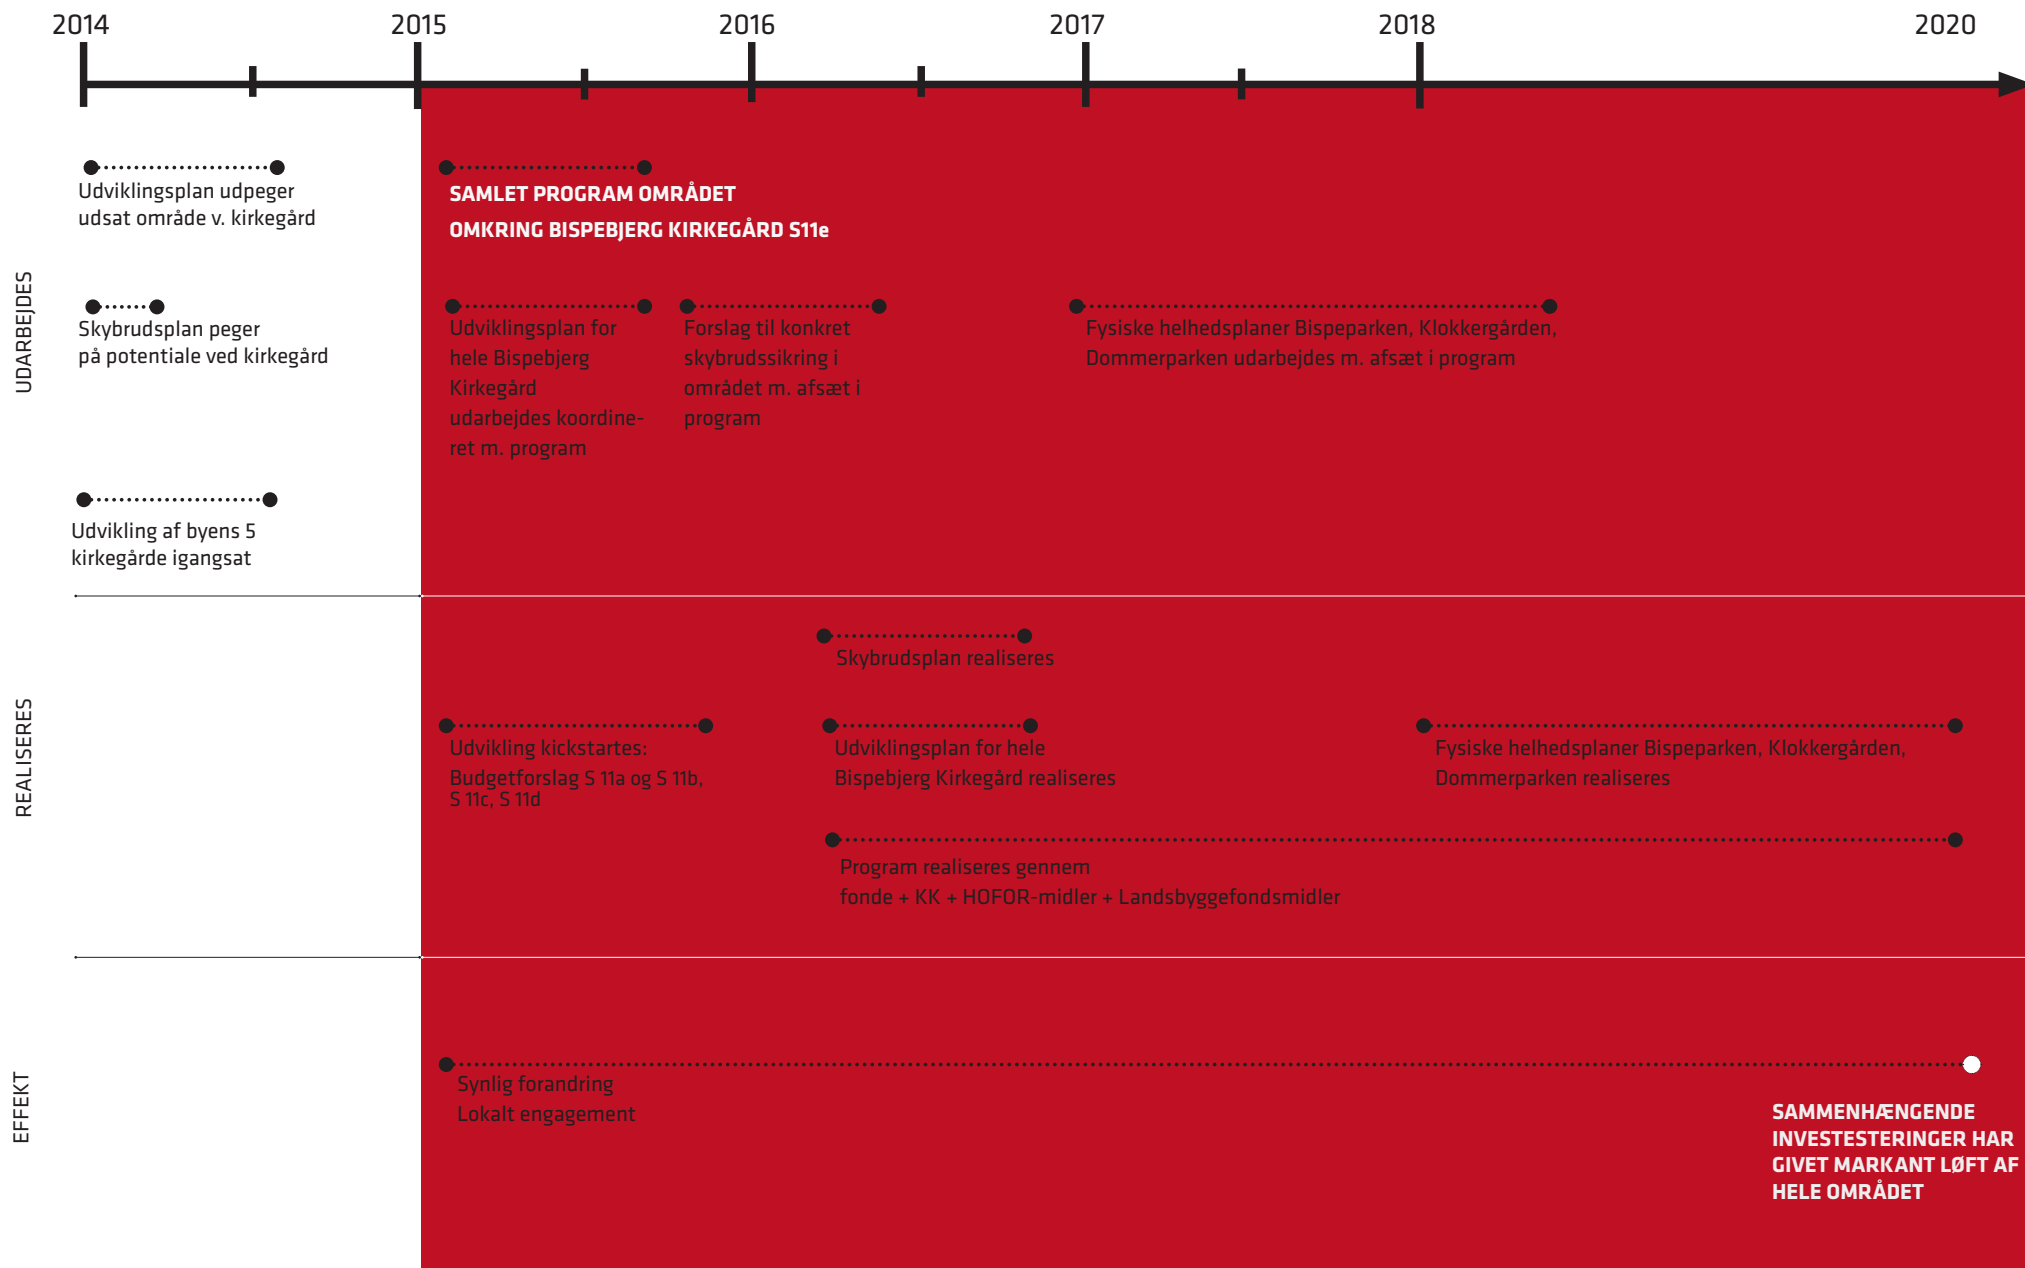 2014
2015
2016
2017
2018
2020
UDARBEJDES
Udviklingsplan udpeger
udsat område v. kirkegård
SAMLET PROGRAM OMRÅDET
OMKRING BISPEBJERG KIRKEGÅRD S11e
Skybrudsplan peger
på potentiale ved kirkegård
Udviklingsplan for
hele Bispebjerg
Kirkegård
udarbejdes koordine-
ret m. program
Forslag til konkret
skybrudssikring i
området m. afsæt i
program
Fysiske helhedsplaner Bispeparken, Klokkergården,
Dommerparken udarbejdes m. afsæt i program
Udvikling af byens 5
kirkegårde igangsat
REALISERES
Skybrudsplan realiseres
Udvikling kickstartes:
Budgetforslag S 11a og S 11b,
S 11c, S 11d
Udviklingsplan for hele
Bispebjerg Kirkegård realiseres
Fysiske helhedsplaner Bispeparken, Klokkergården,
Dommerparken realiseres
Program realiseres gennem
fonde + KK + HOFOR-midler + Landsbyggefondsmidler
EFFEKT
Synlig forandring
Lokalt engagement
SAMMENHÆNGENDE
INVESTESTERINGER HAR
GIVET MARKANT LØFT AF
HELE OMRÅDET